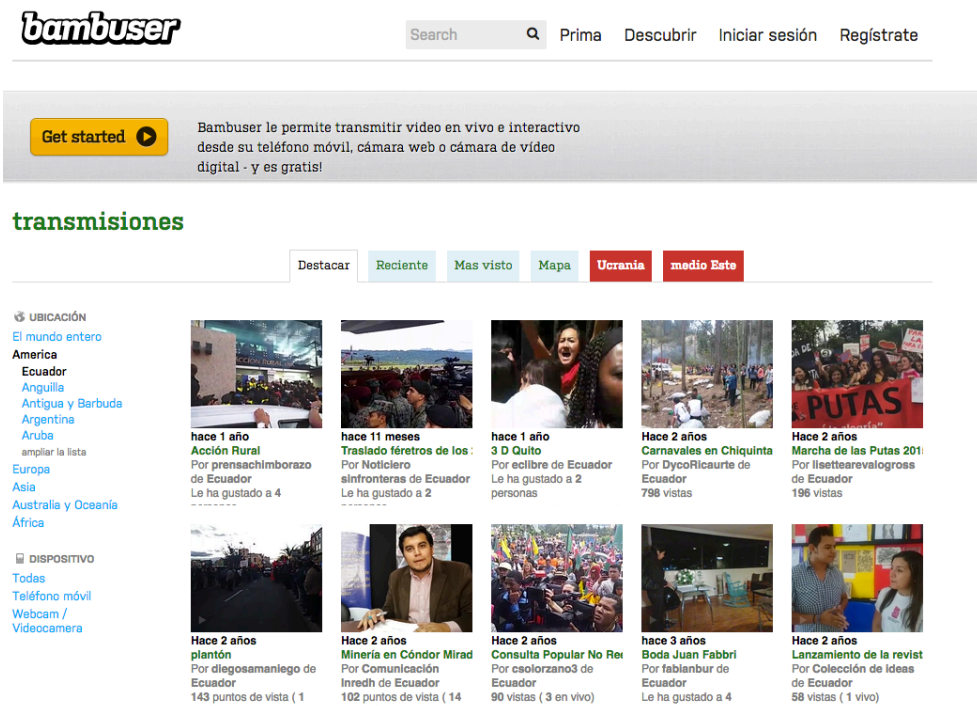 bambuser
Search
Prima Descubrir Iniciar sesión Regístrate
Get started
Bambuser le permite transmitir video en vivo e interactivo
desde su teléfono móvil, cámara web o cámara de vídeo
digital - y es gratis!
transmisiones
Destacar Reciente Mas visto Mapa Ucrania medio Este
UBICACIÓN
El mundo entero
America
Ecuador
Anguilla
Antigua y Barbuda
Argentina
Aruba
ampliar la lista
Europa
Asia
Australia y Oceanía
África
DISPOSITIVO
Todas
Teléfono móvil
Webcam /
Videocamera
ACCION RURAL
hace 1 año
Acción Rural
Por prensachimborazo
de Ecuador
Le ha gustado a 4
hace 11 meses
Traslado féretros de los
Por Noticiero
sinfronteras de Ecuador
Le ha gustado a 2
hace 1 año
3 D Quito
Por eclibre de Ecuador
Le ha gustado a 2
personas
Hace 2 años
Carnavales en Chiquinta
Por DycoRicaurte de
Ecuador
798 vistas
PUTAS
Hace 2 años
Marcha de las Putas 201
Por lisettearevalogross
de Ecuador
196 vistas
Hace 2 años
plantón
Por diegosamaniego de
Ecuador
143 puntos de vista ( 1
Hace 2 años
Minería en Cóndor Mirad
Por Comunicación
Inredh de Ecuador
102 puntos de vista ( 14
Hace 2 años
Consulta Popular No Re
Por csolorzano3 de
Ecuador
90 vistas ( 3 en vivo)
hace 3 años
Boda Juan Fabbri
Por fabianbur de
Ecuador
Le ha gustado a 4
Hace 2 años
Lanzamiento de la revist
Por Colección de ideas
de Ecuador
58 vistas ( 1 vivo)